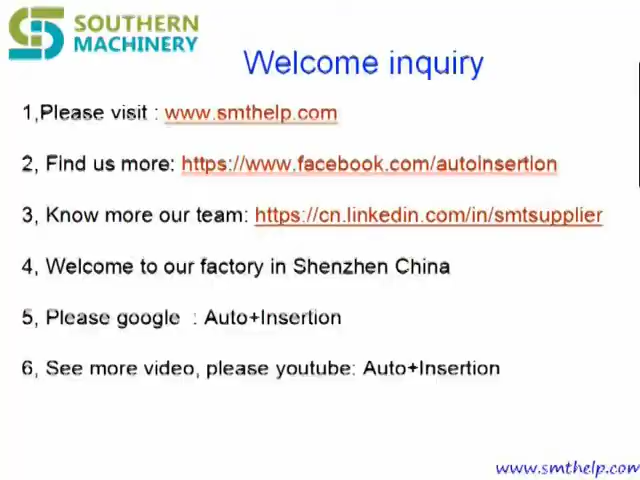 SOUTHERN
MACHINERY
Welcome inquiry
1,Please visit : www.smthelp.com
2, Find us more: https://www.facebook.com/autoinsertion
3, Know more our team: https://cn.linkedin.com/in/smtsupplier
4, Welcome to our factory in Shenzhen China
5, Please google : Auto+Insertion
6, See more video, please youtube: Auto+Insertion
www.smthelp.com